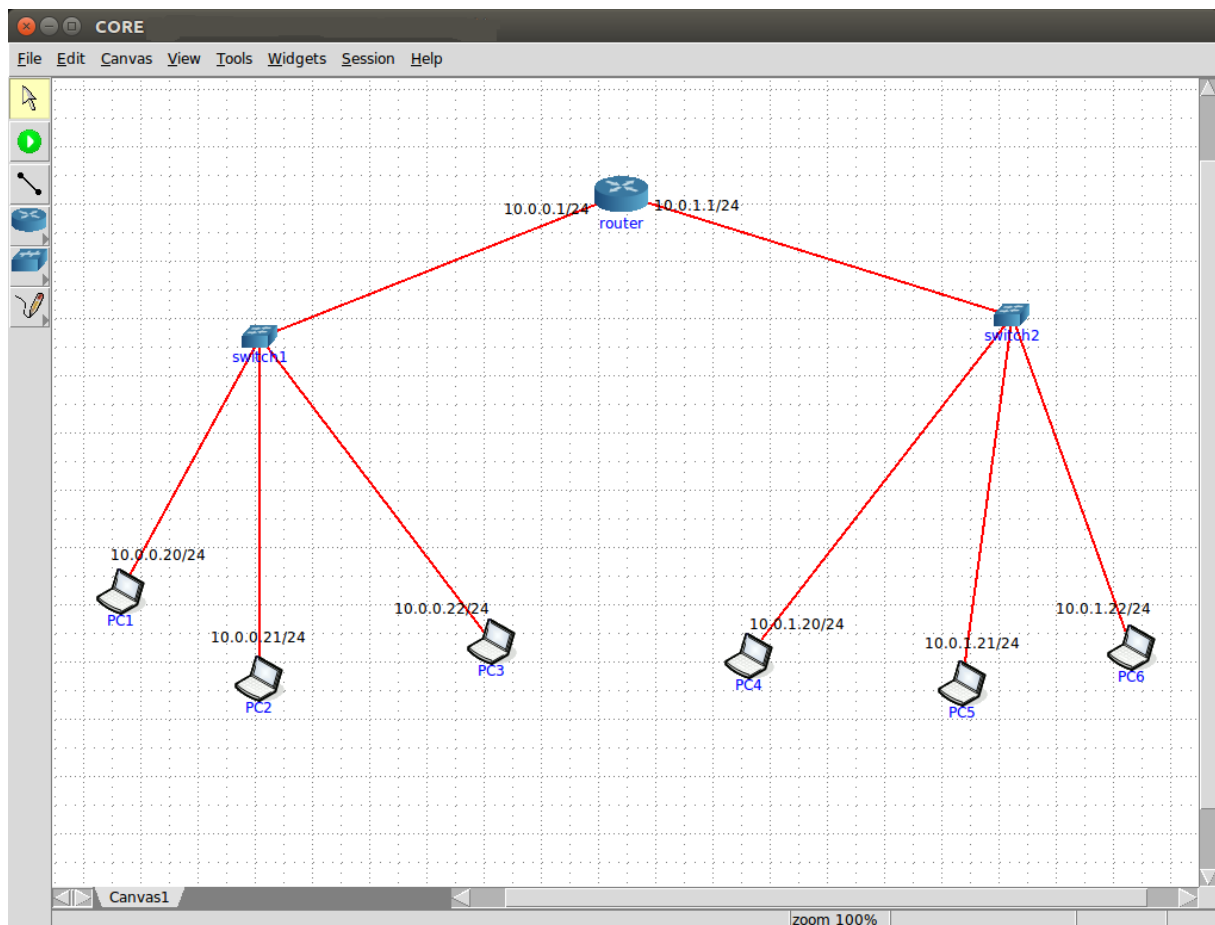 CORE
File Edit Canvas View Tools Widgets Session Help
10.0.0.1/24
10.0.1.1/24
router
switch1
switch2
10.0.0.20/24
PC1
10.0.0.21/24
PC2
10.0.0.22/24
PC3
10.0.1.20/24
PC4
10.0.1.21/24
PC5
10.0.1.22/24
PC6
Canvas1
zoom 100%